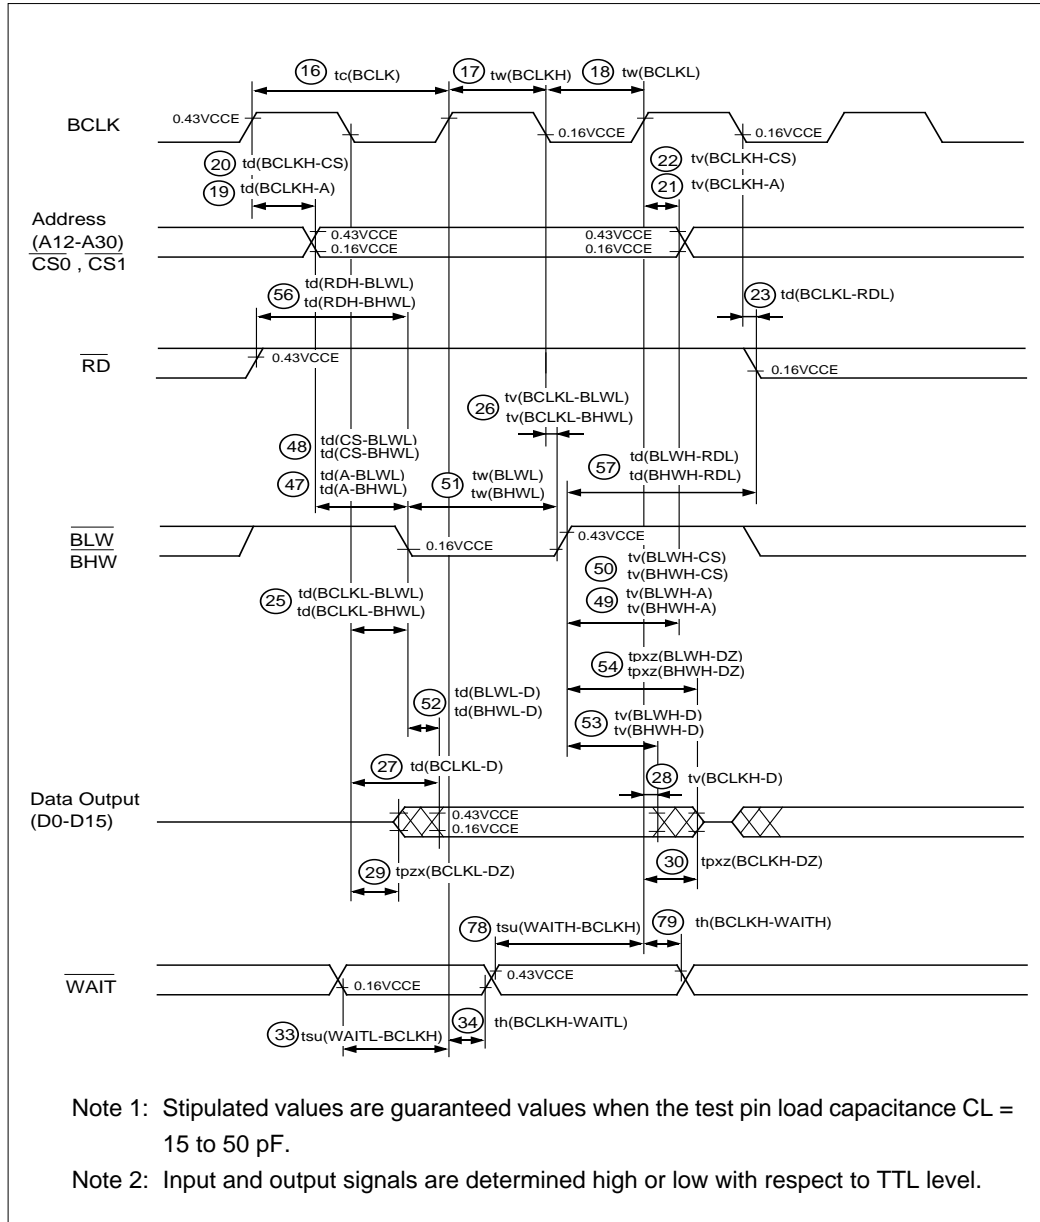 16 tc(BCLK)
17 tw(BCLKH)
18 tw(BCLKL)
BCLK
0.43VCCE
0.16VCCE
0.16VCCE
20 td(BCLKH-CS)
19 td(BCLKH-A)
22 tv(BCLKH-CS)
21 tv(BCLKH-A)
Address
(A12-A30)
CS0 , CS1
0.43VCCE
0.16VCCE
0.43VCCE
0.16VCCE
56 td(RDH-BLWL)
td(RDH-BHWL)
23 td(BCLKL-RDL)
RD
0.43VCCE
0.16VCCE
26 tv(BCLKL-BLWL)
tv(BCLKL-BHWL)
48 td(CS-BLWL)
td(CS-BHWL)
47 td(A-BLWL)
td(A-BHWL)
51 tw(BLWL)
tw(BHWL)
57 td(BLWH-RDL)
td(BHWH-RDL)
BLW
BHW
0.16VCCE
0.43VCCE
50 tv(BLWH-CS)
tv(BHWH-CS)
49 tv(BLWH-A)
tv(BHWH-A)
25 td(BCLKL-BLWL)
td(BCLKL-BHWL)
54 tpxz(BLWH-DZ)
tpxz(BHWH-DZ)
52 td(BLWL-D)
td(BHWL-D)
53 tv(BLWH-D)
tv(BHWH-D)
27 td(BCLKL-D)
28 tv(BCLKH-D)
Data Output
(D0-D15)
0.43VCCE
0.16VCCE
29 tpzx(BCLKL-DZ)
30 tpxz(BCLKH-DZ)
78 tsu(WAITH-BCLKH)
79 th(BCLKH-WAITH)
WAIT
0.16VCCE
0.43VCCE
33 tsu(WAITL-BCLKH)
34 th(BCLKH-WAITL)
Note 1: Stipulated values are guaranteed values when the test pin load capacitance CL =
15 to 50 pF.
Note 2: Input and output signals are determined high or low with respect to TTL level.